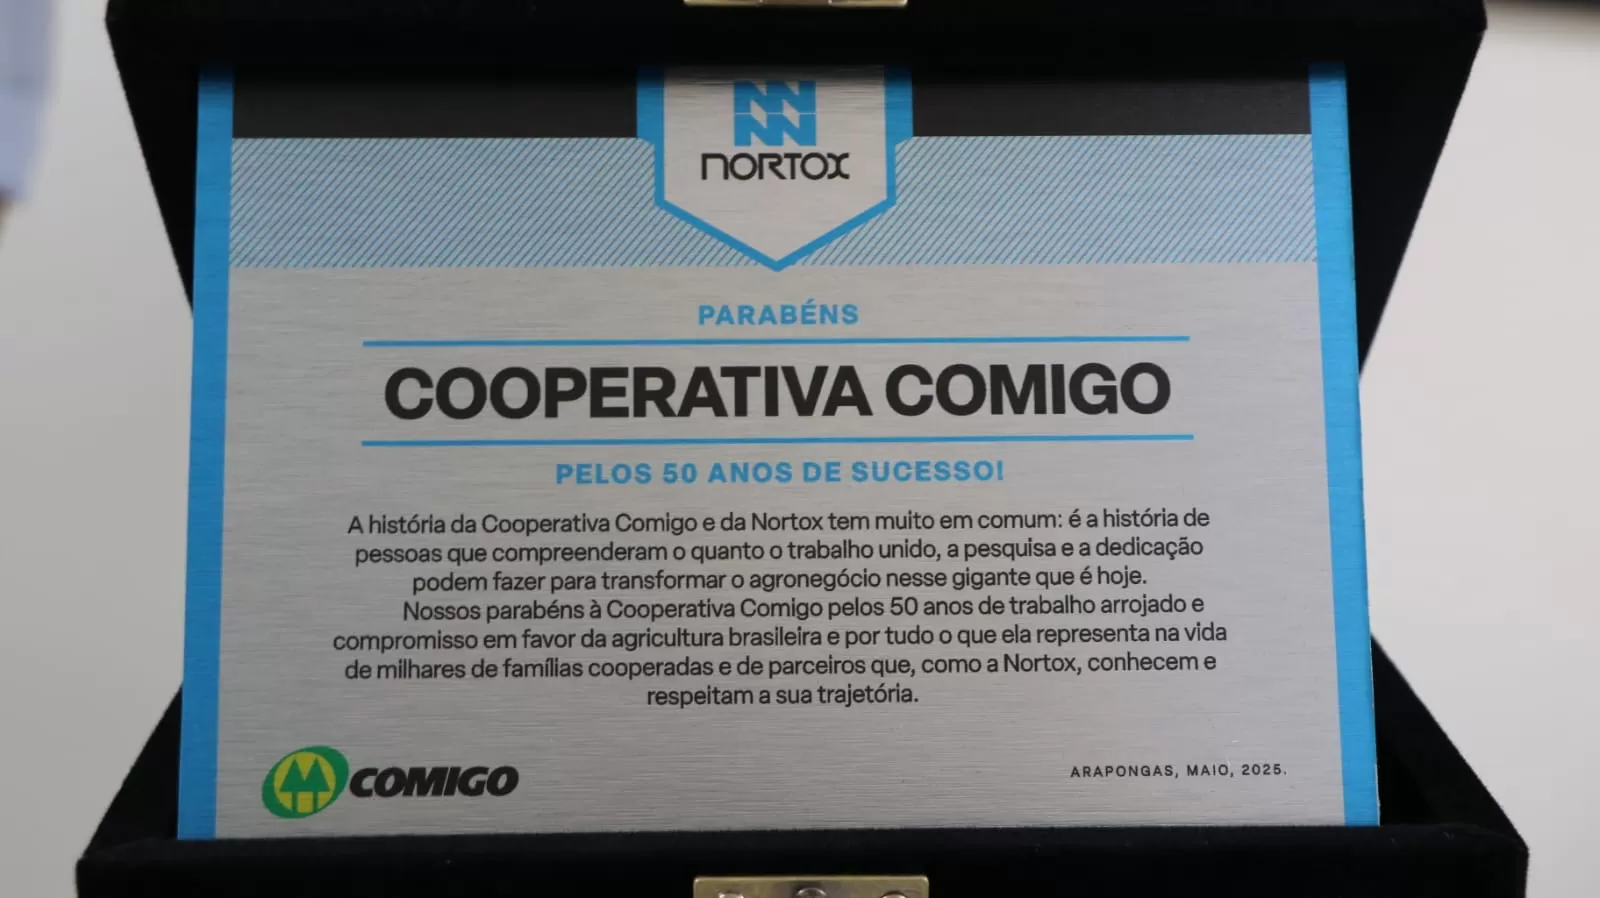 NORTOX
PARABÉNS
COOPERATIVA COMIGO
PELOS 50 ANOS DE SUCESSO!
A história da Cooperativa Comigo e da Nortox tem muito em comum: é a história de
pessoas que compreenderam o quanto o trabalho unido, a pesquisa e a dedicação
podem fazer para transformar o agronegócio nesse gigante que é hoje.
Nossos parabéns à Cooperativa Comigo pelos 50 anos de trabalho arrojado e
compromisso em favor da agricultura brasileira e por tudo o que ela representa na vida
de milhares de famílias cooperadas e de parceiros que, como a Nortox, conhecem e
respeitam a sua trajetória.
COMIGO
ARAPONGAS, MAIO, 2025.